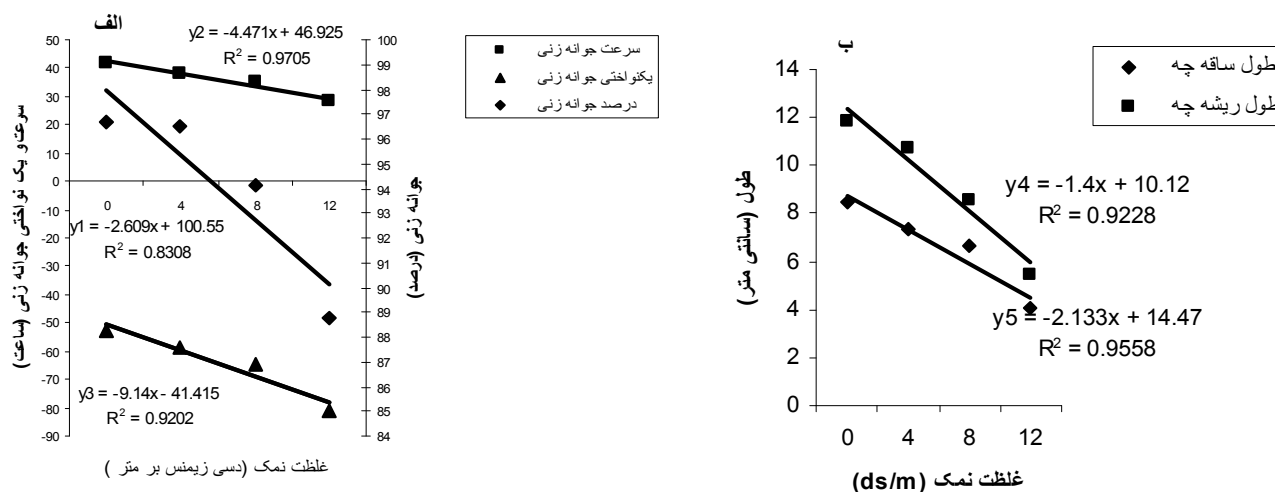 الف
y2 = -4.471x + 46.925
R² = 0.9705
سرعت و یک نواختی جوانه زنی (ساعت)
50
40
30
20
10
0
-10
-20
-30
-40
-50
-60
-70
-80
-90
0
4
8
12
y1 = -2.609x + 100.55
R² = 0.8308
y3 = -9.14x - 41.415
R² = 0.9202
100
99
98
97
96
95
94
93
92
91
90
89
88
87
86
85
84
جوانه زنی (درصد)
غلظت نمک (دسی زیمنس بر متر )
سرعت جوانه زنی
یکنواختی جوانه زنی
درصد جوانه زنی
ب
طول ساقه چه
طول ریشه چه
طول (سانتی متر)
14
12
10
8
6
4
2
0
y4 = -1.4x + 10.12
R² = 0.9228
y5 = -2.133x + 14.47
R² = 0.9558
0
4
8
12
غلظت نمک (ds/m)